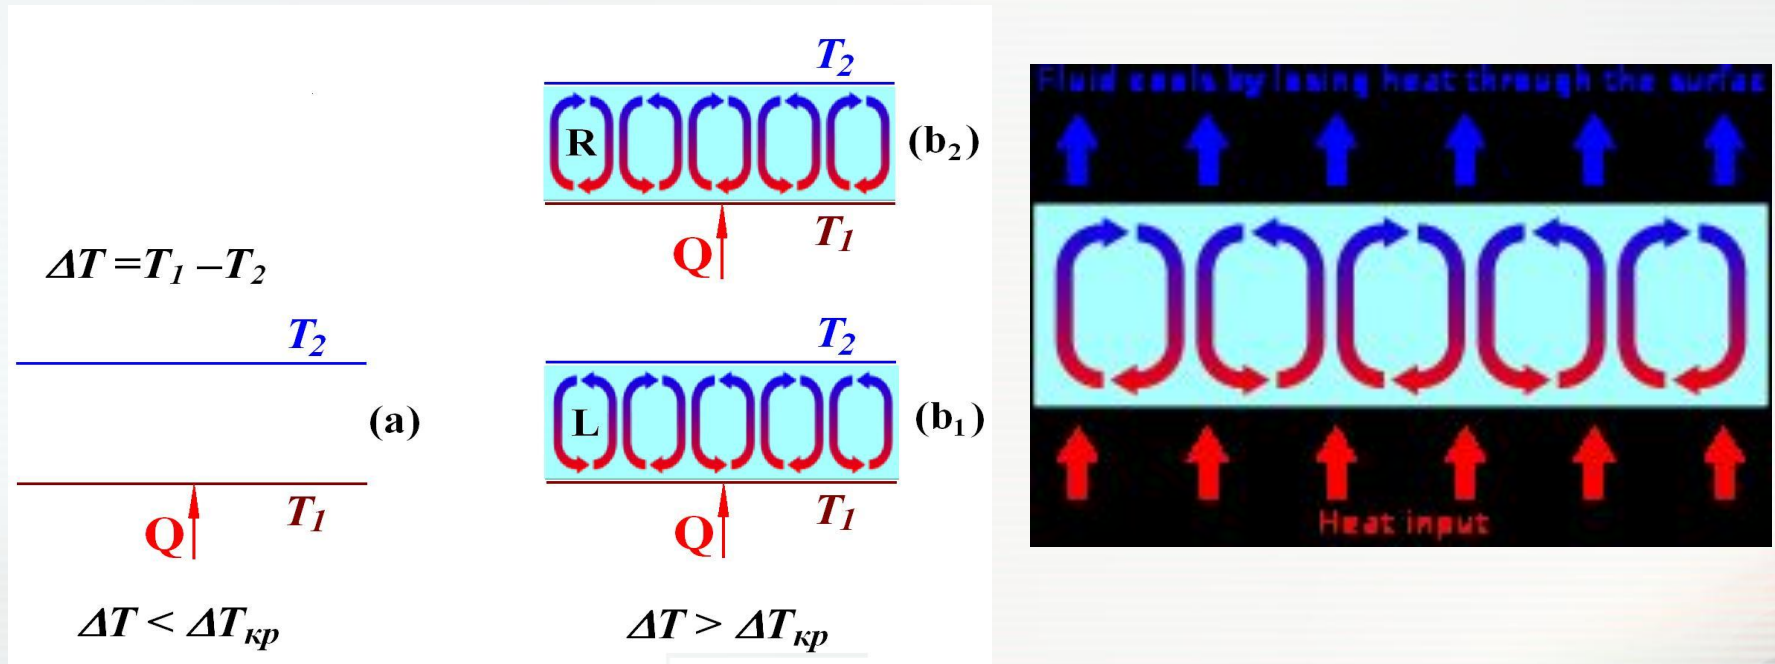 ΔT =T₁ –T₂
T₂
(a)
T₁
Q
ΔT < ΔTкр
T₂
R
(b₂)
T₁
Q
T₂
L
(b₁)
T₁
Q
ΔT > ΔTкр
Fluid cools by losing heat through the surfac
Heat input